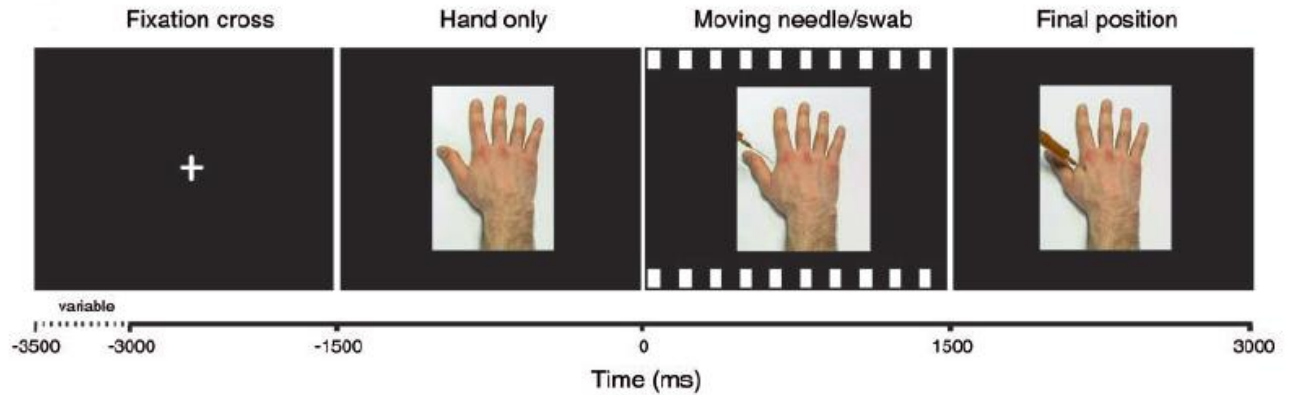 Fixation cross
Hand only
Moving needle/swab
Final position
variable
-3500
-3000
-1500
0
1500
3000
Time (ms)